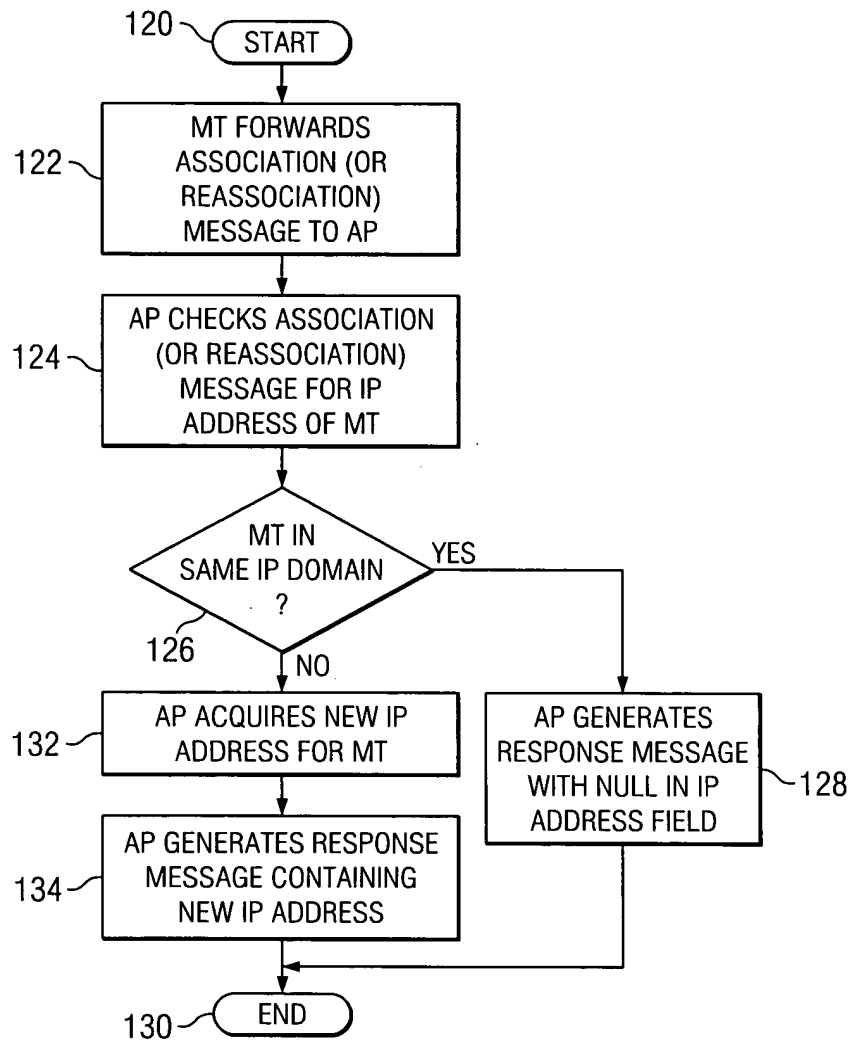 120
START
122
MT FORWARDS
ASSOCIATION (OR
REASSOCIATION)
MESSAGE TO AP
124
AP CHECKS ASSOCIATION
(OR REASSOCIATION)
MESSAGE FOR IP
ADDRESS OF MT
MT IN
SAME IP DOMAIN
?
126
YES
NO
132
AP ACQUIRES NEW IP
ADDRESS FOR MT
AP GENERATES
RESPONSE MESSAGE
WITH NULL IN IP
ADDRESS FIELD
128
134
AP GENERATES RESPONSE
MESSAGE CONTAINING
NEW IP ADDRESS
130
END